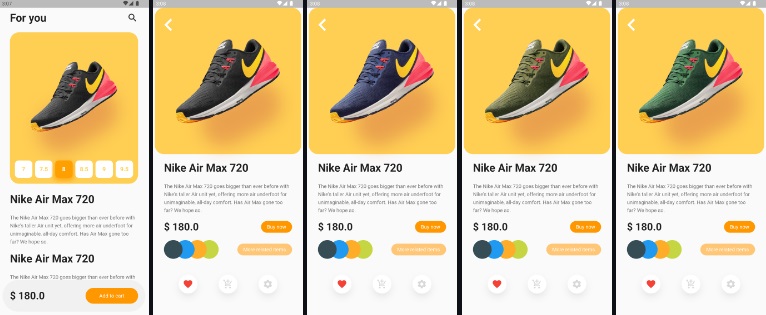 For you
7
7.5
8
8.5
9
9.5
Nike Air Max 720
The Nike Air Max 720 goes bigger than ever before with
Nike's taller Air unit yet, offering more air underfoot for
unimaginable, all-day comfort. Has Air Max gone too
far? We hope so.
Nike Air Max 720
The Nike Air Max 720 goes bigger than ever before with
$ 180.0
Add to cart
Nike Air Max 720
The Nike Air Max 720 goes bigger than ever before with
Nike's taller Air unit yet, offering more air underfoot for
unimaginable, all-day comfort. Has Air Max gone too
far? We hope so.
$ 180.0
Buy now
Nike Air Max 720
The Nike Air Max 720 goes bigger than ever before with
Nike's taller Air unit yet, offering more air underfoot for
unimaginable, all-day comfort. Has Air Max gone too
far? We hope so.
$ 180.0
Buy now
Nike Air Max 720
The Nike Air Max 720 goes bigger than ever before with
Nike's taller Air unit yet, offering more air underfoot for
unimaginable, all-day comfort. Has Air Max gone too
far? We hope so.
$ 180.0
Buy now
Nike Air Max 720
The Nike Air Max 720 goes bigger than ever before with
Nike's taller Air unit yet, offering more air underfoot for
unimaginable, all-day comfort. Has Air Max gone too
far? We hope so.
$ 180.0
Buy now